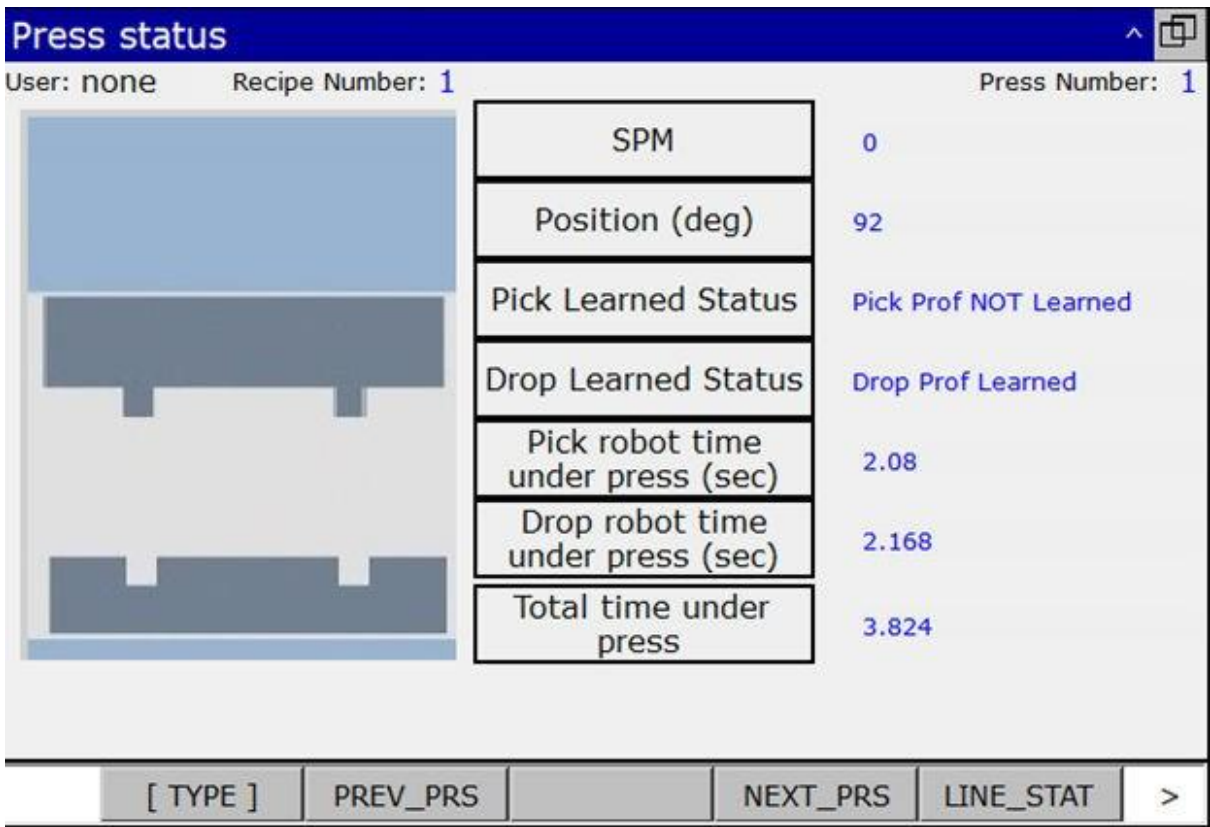 Press status ^
User: none Recipe Number: 1 Press Number: 1
SPM 0
Position (deg) 92
Pick Learned Status Pick Prof NOT Learned
Drop Learned Status Drop Prof Learned
Pick robot time
under press (sec) 2.08
Drop robot time
under press (sec) 2.168
Total time under
press 3.824
[ TYPE ] PREV_PRS NEXT_PRS LINE_STAT >